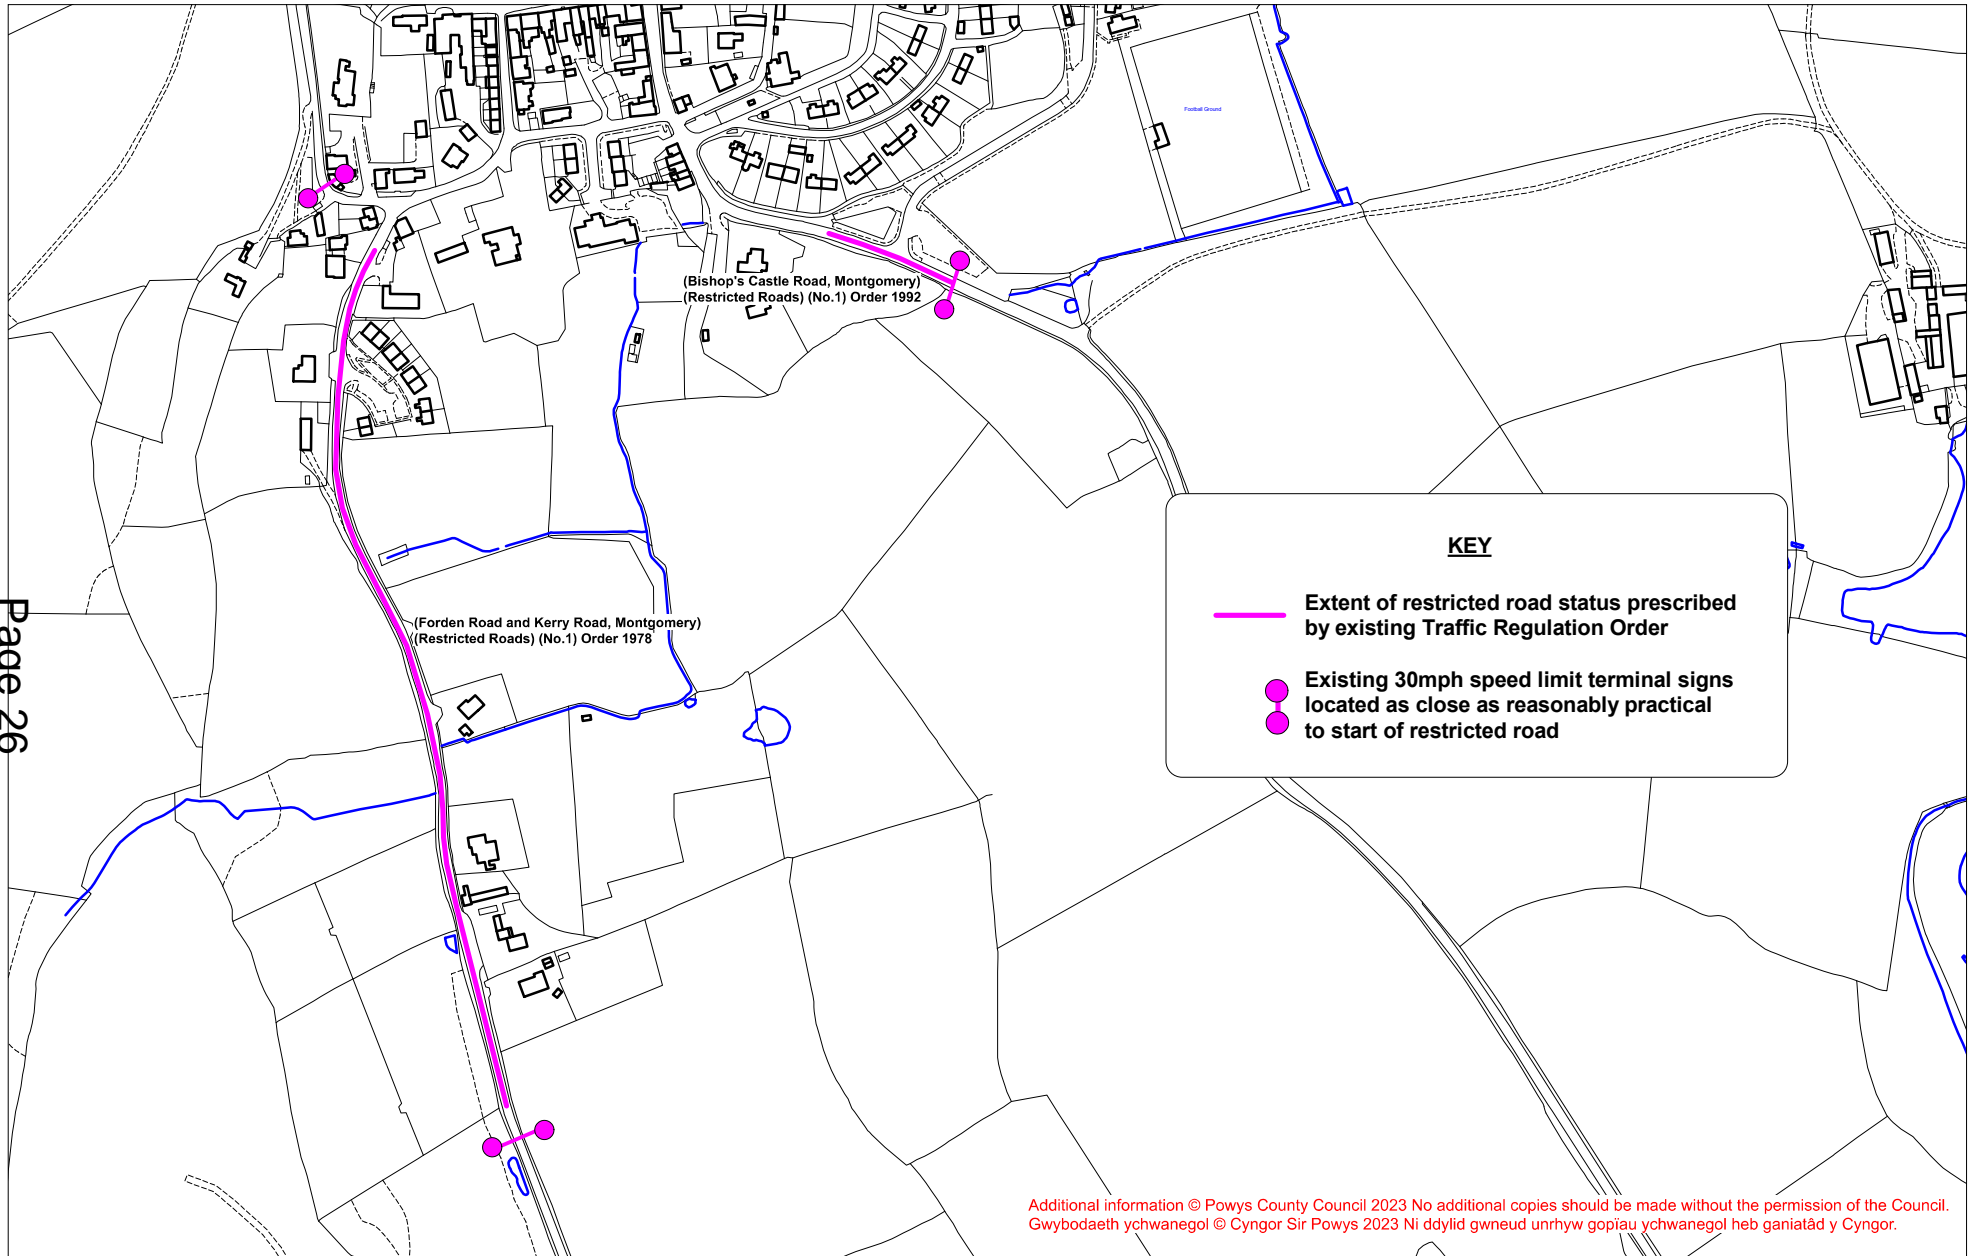 Football Ground
(Bishop's Castle Road, Montgomery)
(Restricted Roads) (No.1) Order 1992
KEY
Extent of restricted road status prescribed
by existing Traffic Regulation Order
Existing 30mph speed limit terminal signs
located as close as reasonably practical
to start of restricted road
(Forden Road and Kerry Road, Montgomery)
(Restricted Roads) (No.1) Order 1978
Page 26
Additional information © Powys County Council 2023 No additional copies should be made without the permission of the Council.
Gwybodaeth ychwanegol © Cyngor Sir Powys 2023 Ni ddylid gwneud unrhyw gopïau ychwanegol heb ganiatâd y Cyngor.